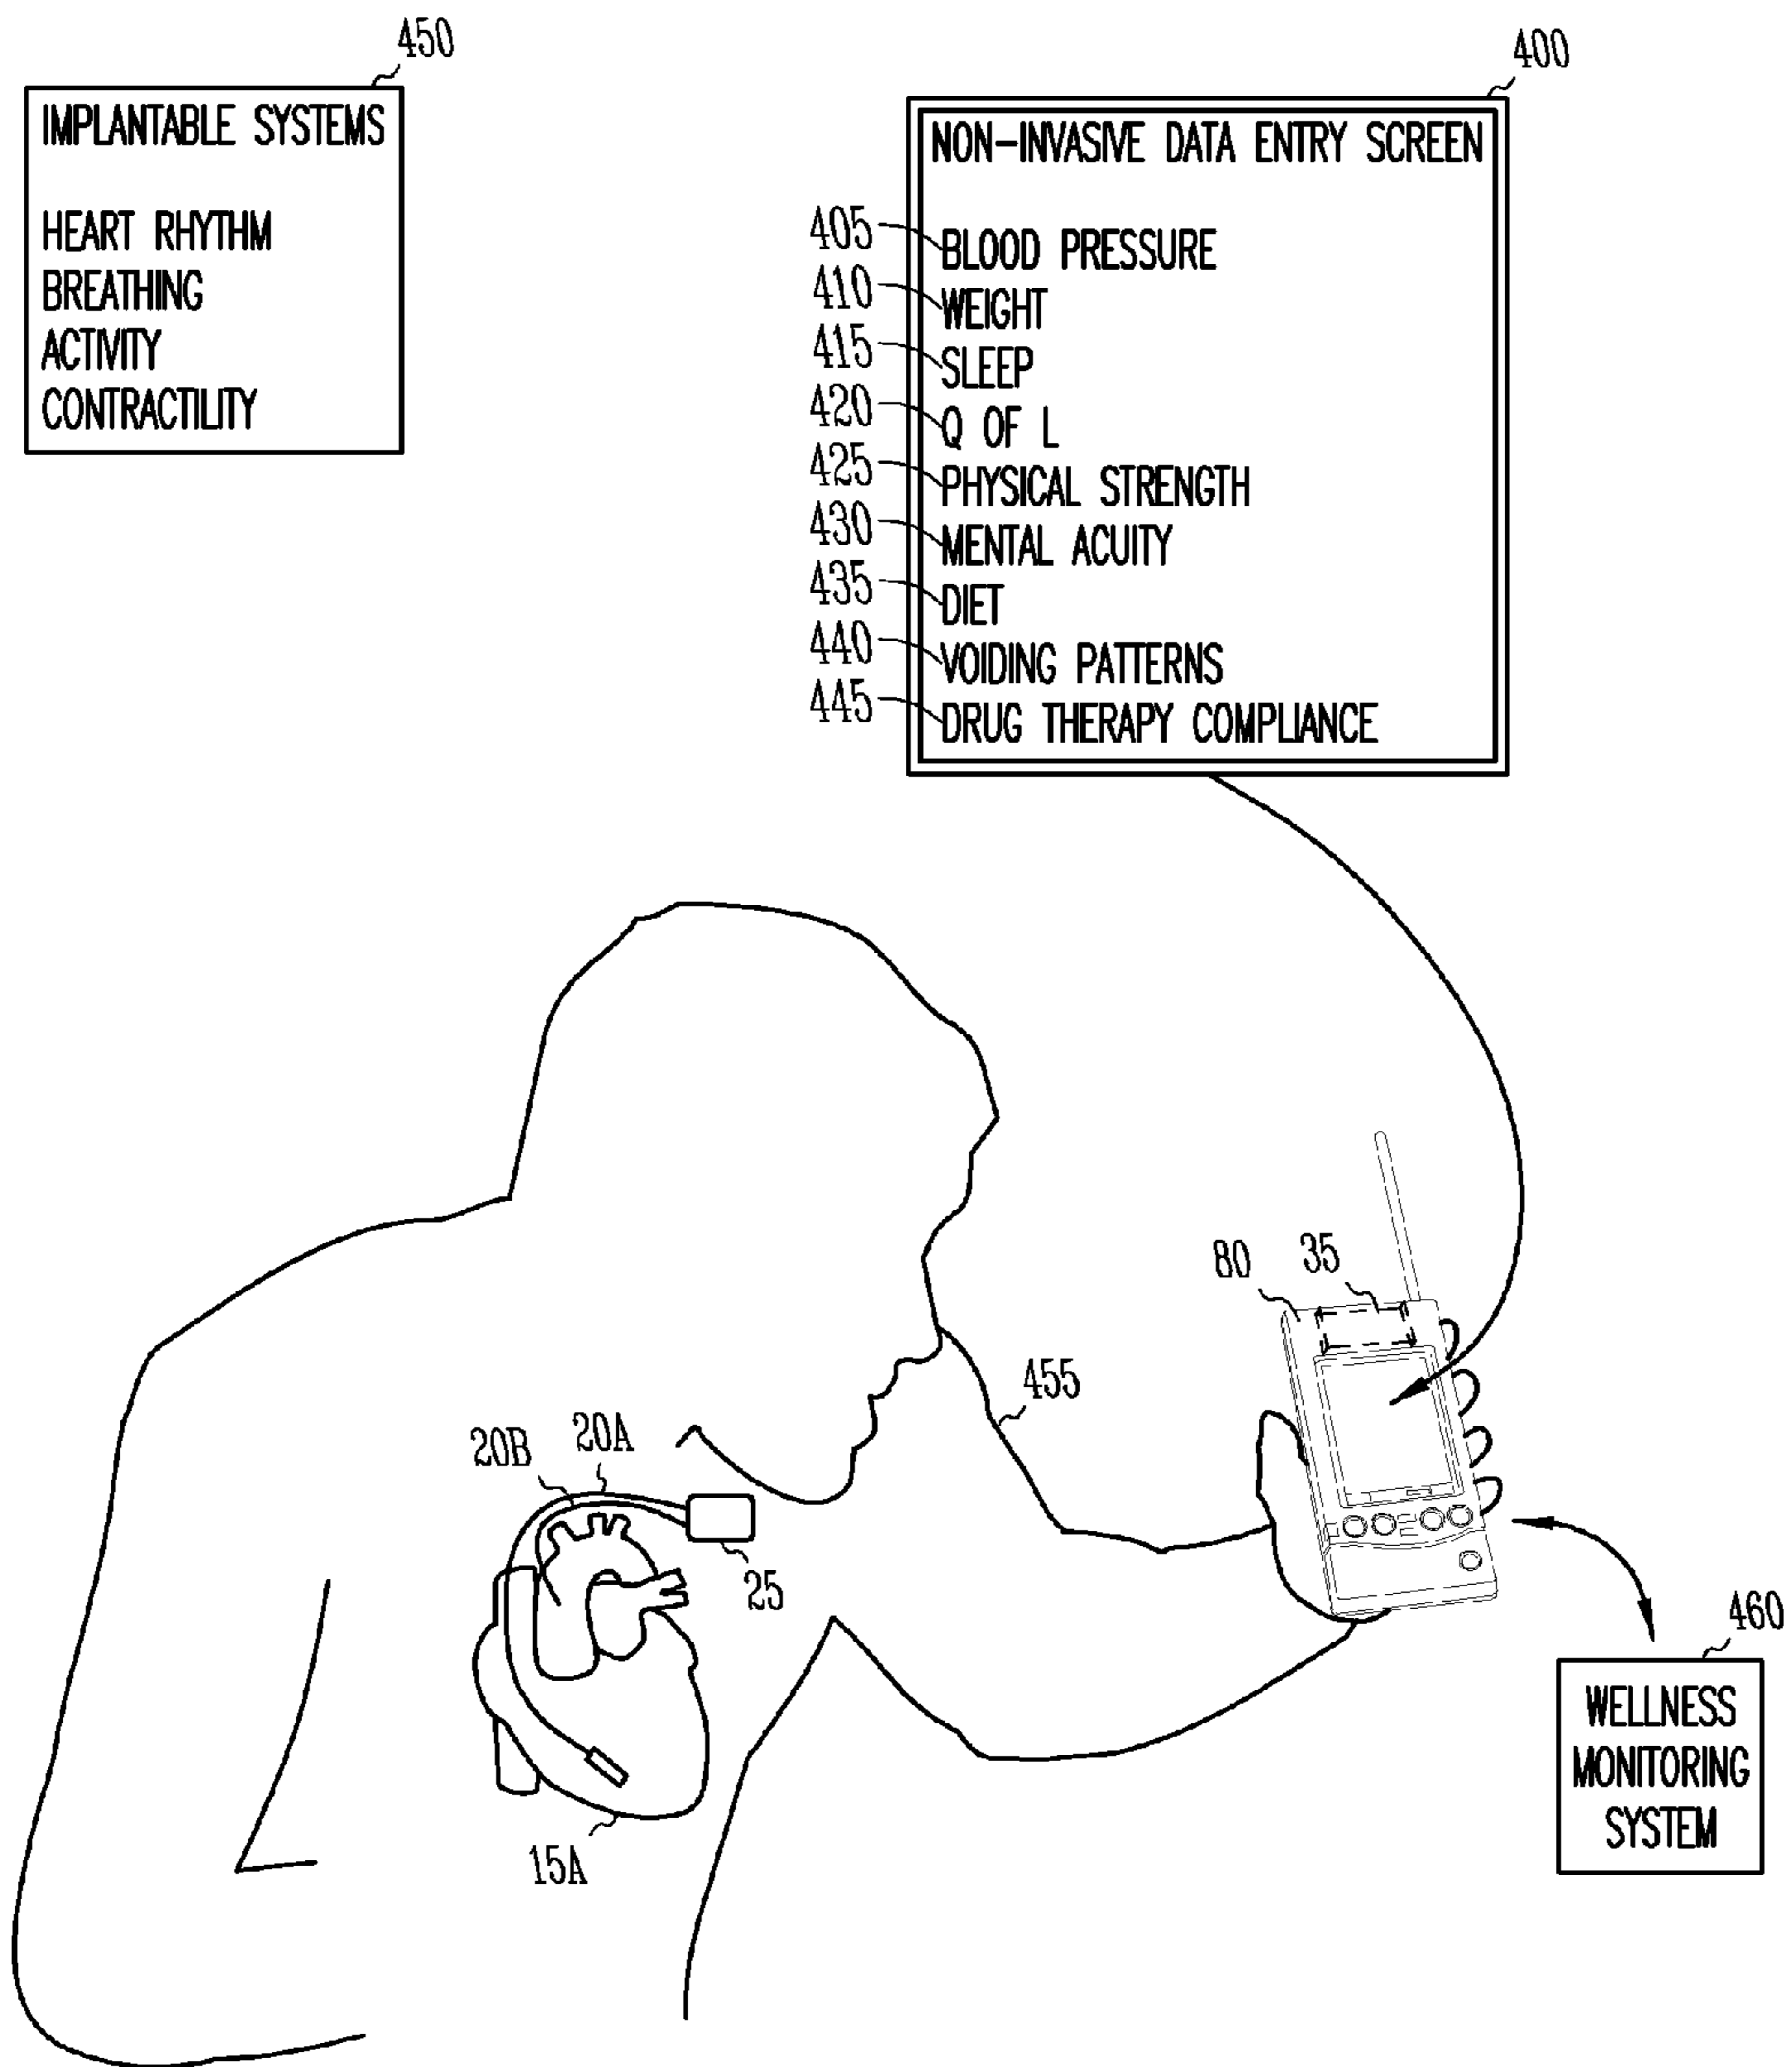 450
IMPLANTABLE SYSTEMS
HEART RHYTHM
BREATHING
ACTIVITY
CONTRACTILITY
400
NON-INVASIVE DATA ENTRY SCREEN
405 BLOOD PRESSURE
410 WEIGHT
415 SLEEP
420 Q OF L
425 PHYSICAL STRENGTH
430 MENTAL ACUITY
435 DIET
440 VOIDING PATTERNS
445 DRUG THERAPY COMPLIANCE
80 35
455
20B 20A
25
15A
460
WELLNESS
MONITORING
SYSTEM